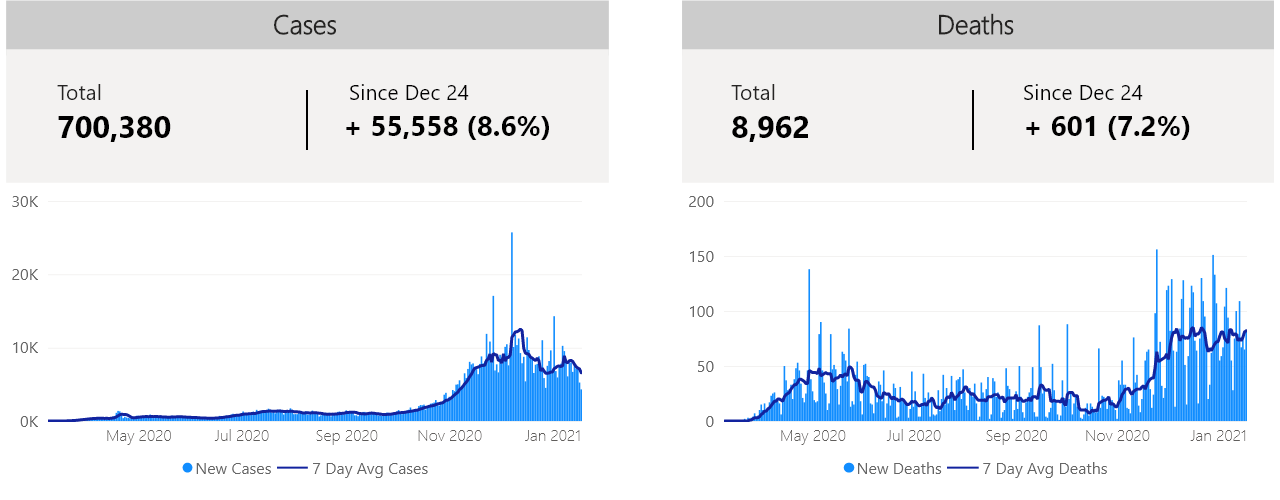 Cases
Total
Since Dec 24
700,380
+ 55,558 (8.6%)
30K
20K
10K
0K
May 2020
Jul 2020
Sep 2020
Nov 2020
Jan 2021
New Cases
7 Day Avg Cases
Deaths
Total
Since Dec 24
8,962
+ 601 (7.2%)
200
150
100
50
0
May 2020
Jul 2020
Sep 2020
Nov 2020
Jan 2021
New Deaths
7 Day Avg Deaths